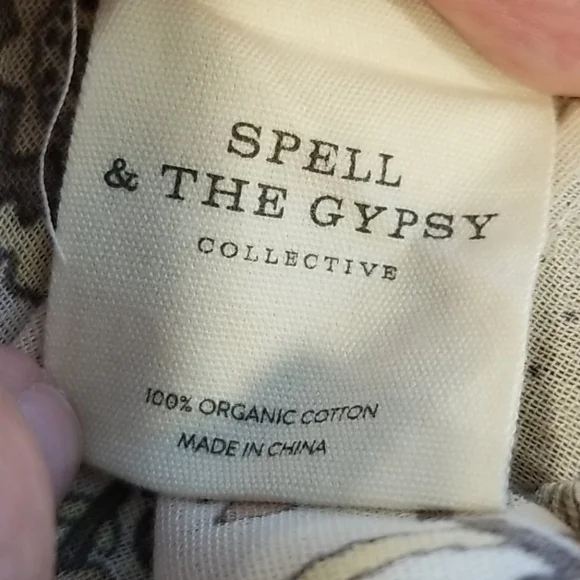 SPELL
& THE GYPSY
COLLECTIVE
100% ORGANIC COTTON
MADE IN CHINA